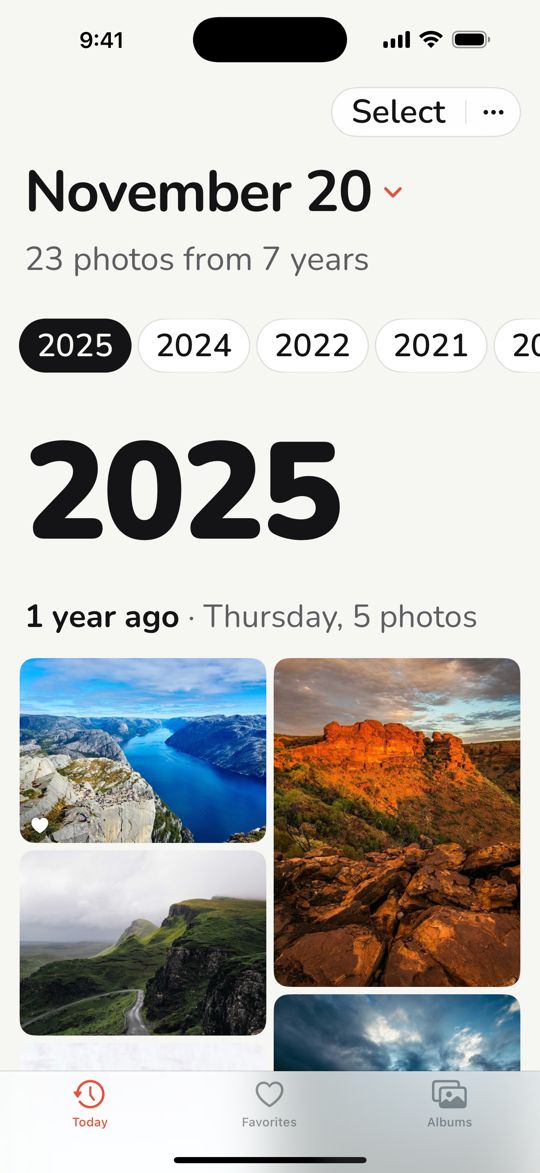 9:41
Select
November 20
23 photos from 7 years
2025 2024 2022 2021
2025
1 year ago · Thursday, 5 photos
Today Favorites Albums